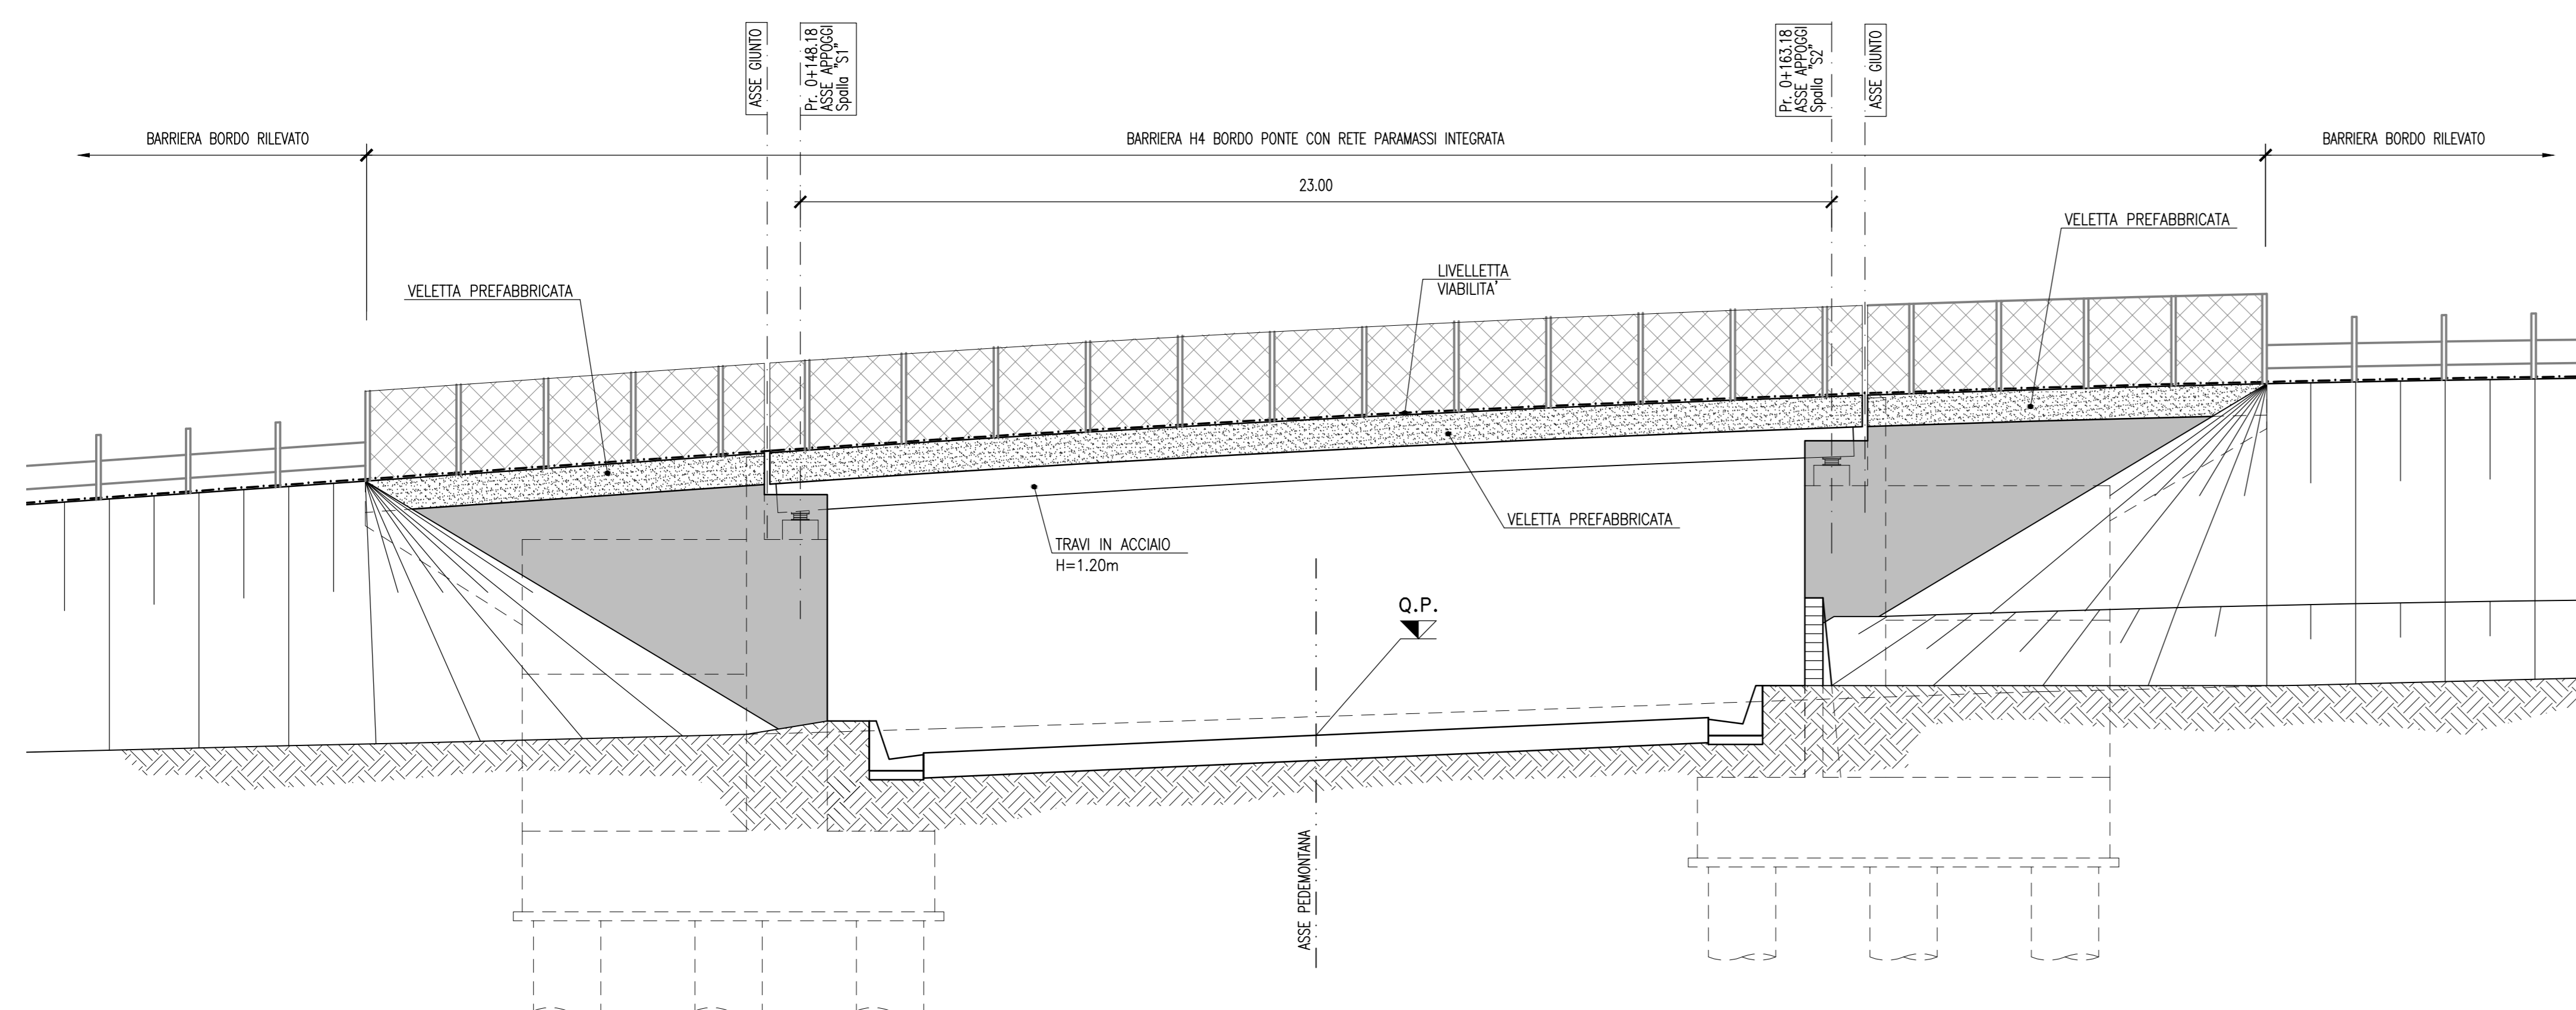 ASSE GIUNTO
Pr. 0+148.18
ASSE APPOGGI
Spalla "S1"
Pr. 0+163.18
ASSE APPOGGI
Spalla "S2"
ASSE GIUNTO
BARRIERA BORDO RILEVATO
BARRIERA H4 BORDO PONTE CON RETE PARAMASSI INTEGRATA
BARRIERA BORDO RILEVATO
23.00
VELETTA PREFABBRICATA
LIVELLETTA
VIABILITA'
VELETTA PREFABBRICATA
VELETTA PREFABBRICATA
TRAVI IN ACCIAIO
H=1.20m
Q.P.
ASSE PEDEMONTANA